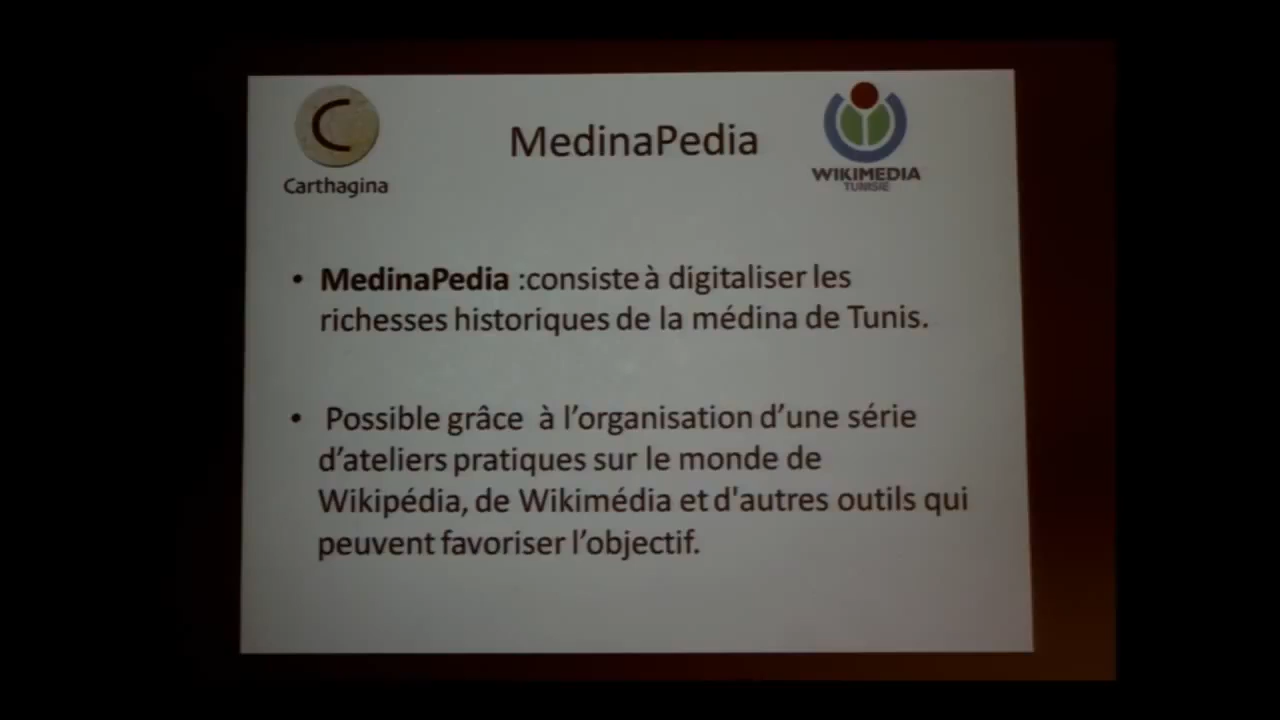 MedinaPedia
Carthagina
WIKIMEDIA
TUNISIE
• MedinaPedia :consiste à digitaliser les
richesses historiques de la médina de Tunis.
• Possible grâce à l’organisation d’une série
d’ateliers pratiques sur le monde de
Wikipédia, de Wikimédia et d'autres outils qui
peuvent favoriser l’objectif.